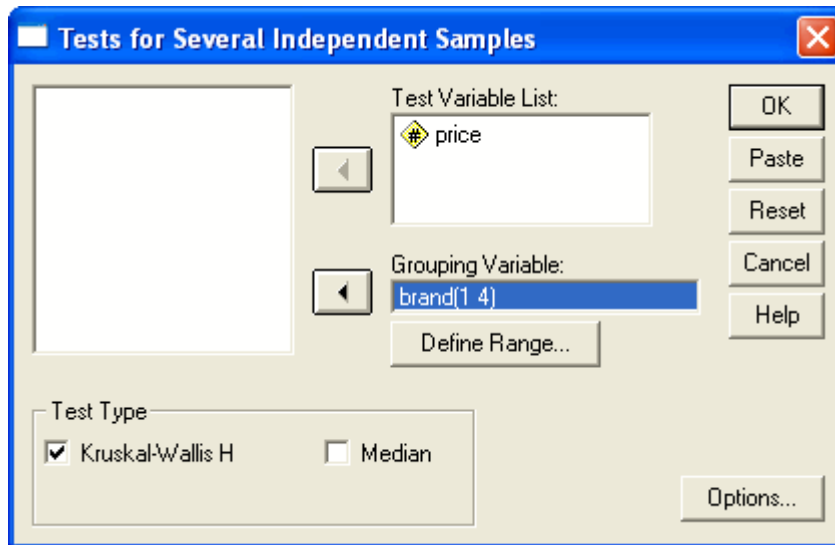 Tests for Several Independent Samples
Test Variable List:
# price
Grouping Variable:
brand(1 4)
Define Range...
OK
Paste
Reset
Cancel
Help
Test Type
Kruskal-Wallis H
Median
Options...